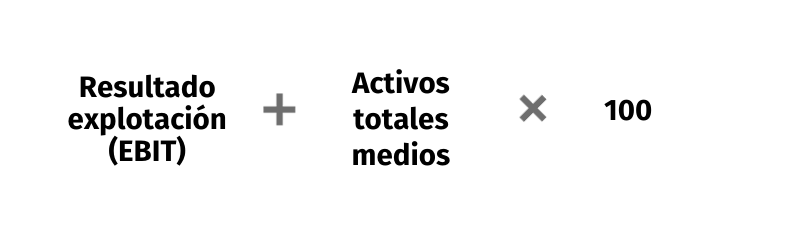 Resultado
explotación
(EBIT)
+
Activos
totales
medios
×
100